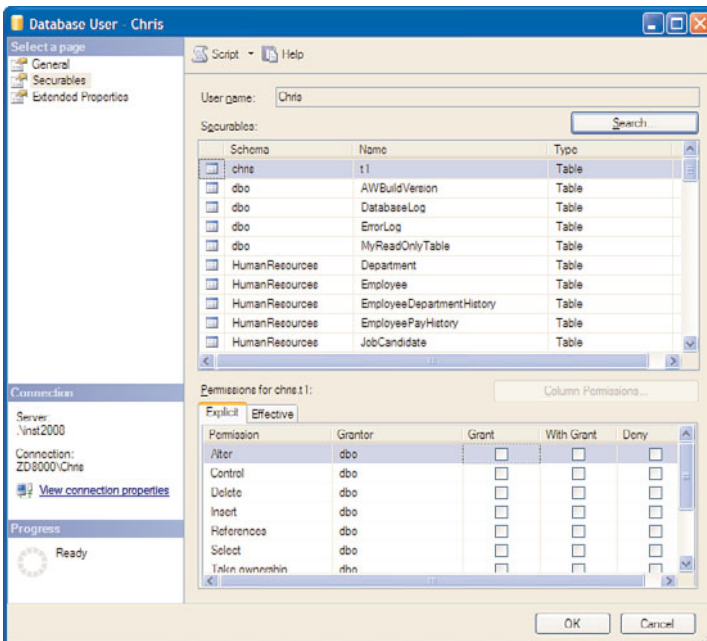 Database User - Chris
Select a page
General
Securables
Extended Properties
Script Help
User name: Chris
Securables: Search...
Schema Name Type
chris t1 Table
dbo AWBuildVersion Table
dbo DatabaseLog Table
dbo ErrorLog Table
dbo MyReadOnlyTable Table
HumanResources Department Table
HumanResources Employee Table
HumanResources EmployeeDepartmentHistory Table
HumanResources EmployeePayHistory Table
HumanResources JobCandidate Table
Connection
Server:
.\inst2008
Connection:
ZD8000\Chris
View connection properties
Progress
Ready
Permissions for chris.t1: Column Permissions...
Explicit Effective
Permission Grantor Grant With Grant Deny
Alter dbo
Control dbo
Delete dbo
Insert dbo
References dbo
Select dbo
Take ownership dbo
OK Cancel